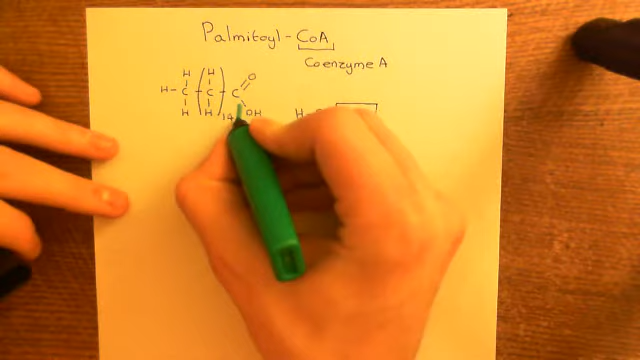 Palmitoyl - CoA
Coenzyme A
H H O
H - C - C - C
H H 14 OH H